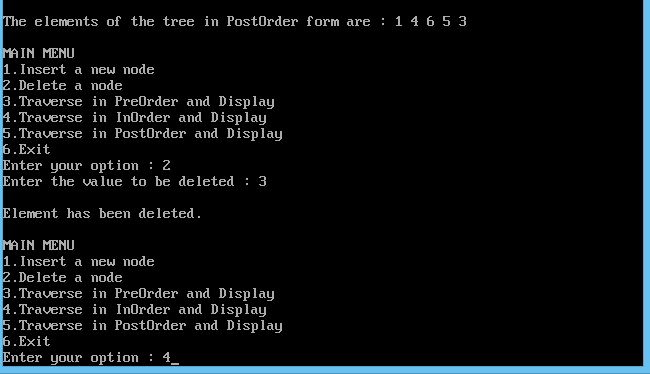 The elements of the tree in PostOrder form are : 1 4 6 5 3
MAIN MENU
1.Insert a new node
2.Delete a node
3.Traverse in PreOrder and Display
4.Traverse in InOrder and Display
5.Traverse in PostOrder and Display
6.Exit
Enter your option : 2
Enter the value to be deleted : 3
Element has been deleted.
MAIN MENU
1.Insert a new node
2.Delete a node
3.Traverse in PreOrder and Display
4.Traverse in InOrder and Display
5.Traverse in PostOrder and Display
6.Exit
Enter your option : 4_